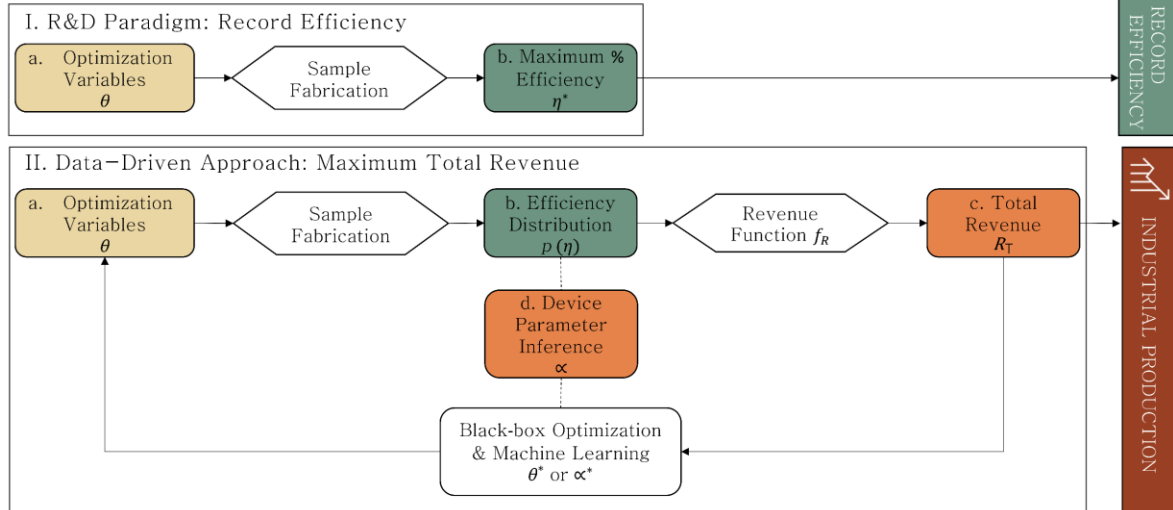 I. R&D Paradigm: Record Efficiency
a. Optimization
Variables
θ
Sample
Fabrication
b. Maximum %
Efficiency
η*
RECORD
EFFICIENCY
II. Data-Driven Approach: Maximum Total Revenue
a. Optimization
Variables
θ
Sample
Fabrication
b. Efficiency
Distribution
p(η)
Revenue
Function f_R
c. Total
Revenue
R_T
d. Device
Parameter
Inference
∝
Black-box Optimization
& Machine Learning
θ* or ∝*
INDUSTRIAL PRODUCTION